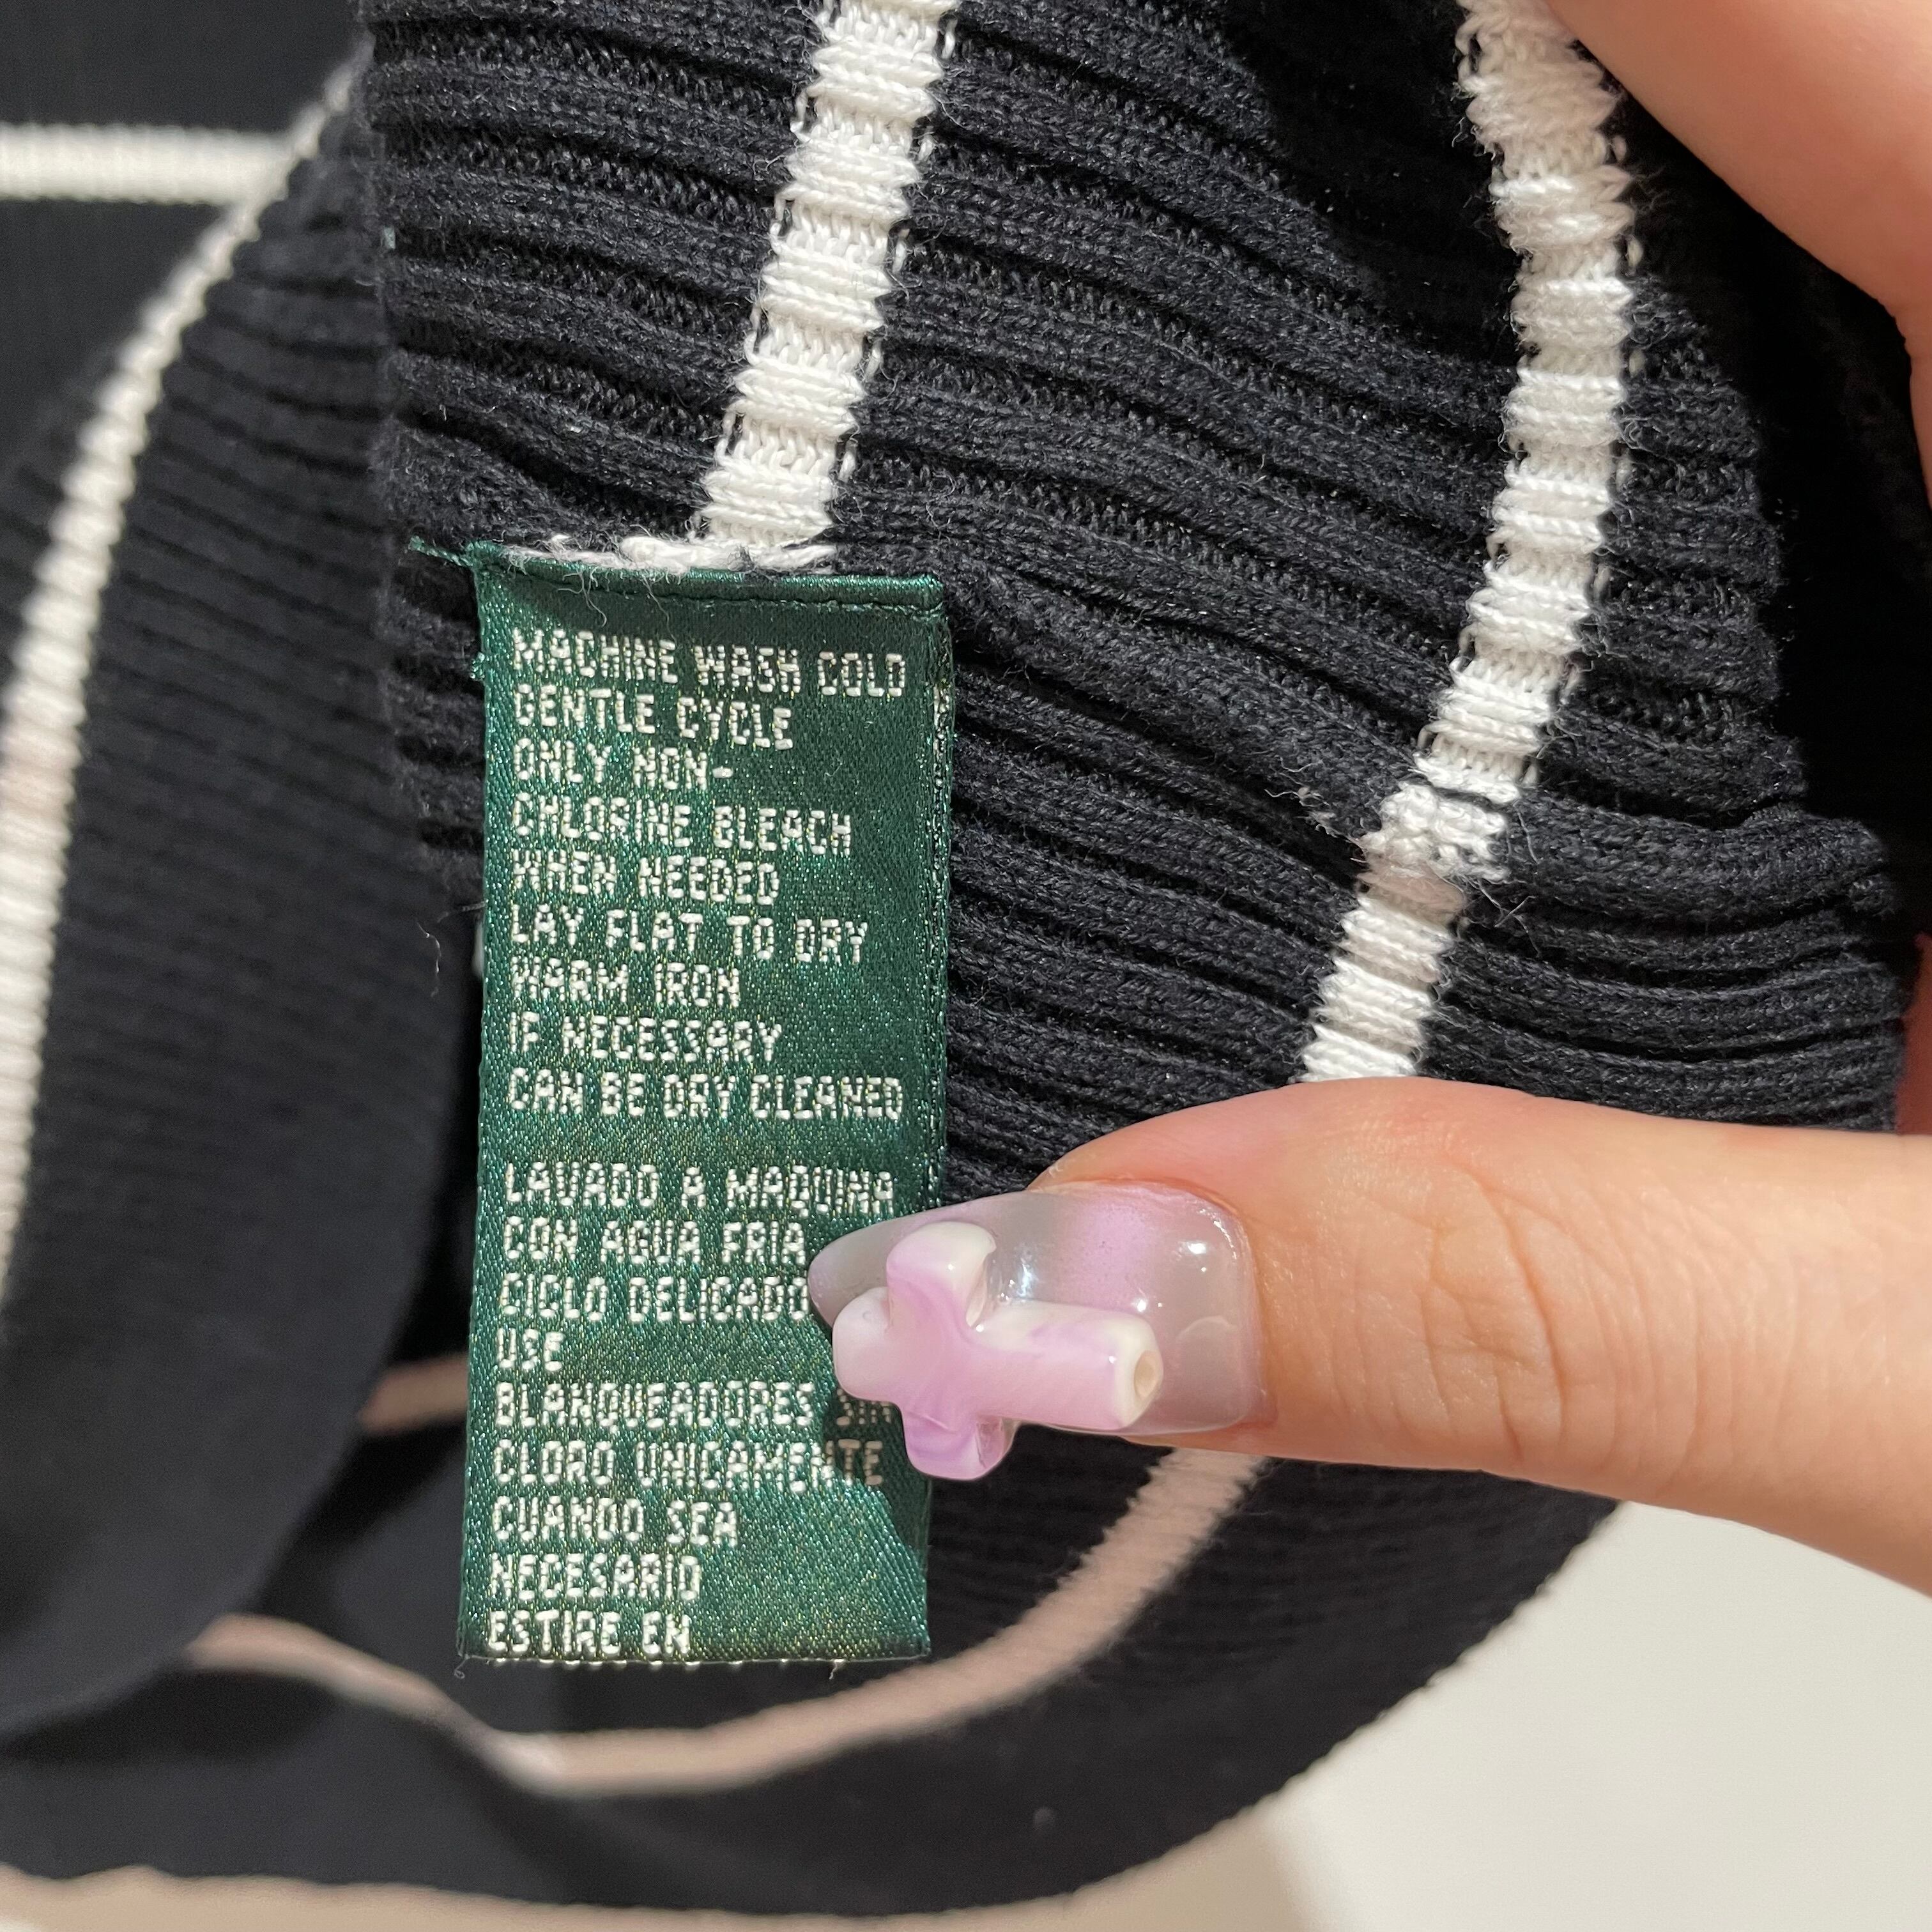 MACHINE WASH COLD
GENTLE CYCLE
ONLY NON-
CHLORINE BLEACH
WHEN NEEDED
LAY FLAT TO DRY
WARM IRON
IF NECESSARY
CAN BE DRY CLEANED
LAVADO A MAQUINA
CON AGUA FRIA
CICLO DELICADO
USE
BLANQUEADORES SIN
CLORO UNICAMENTE
CUANDO SEA
NECESARIO
ESTIRE EN